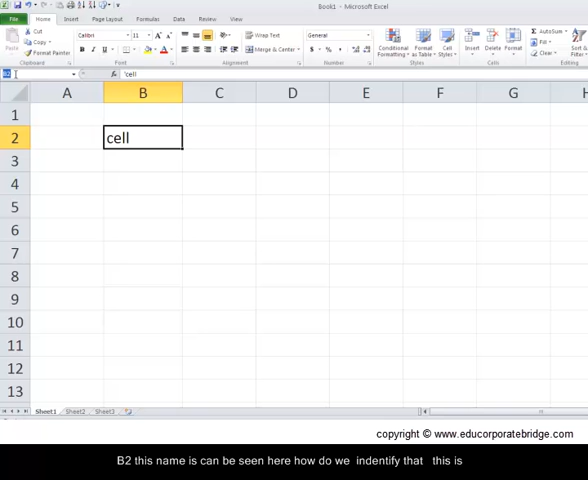 Book1 - Microsoft Excel
File Home Insert Page Layout Formulas Data Review View
Cut Calibri 11 Wrap Text General AutoSum
Paste Copy Merge & Center Conditional Formatting Format as Table Cell Styles Insert Delete Format Fill Sort & Filter
Format Painter Clear
Clipboard Font Alignment Number Styles Cells Editing
B2 fx 'cell
A B C D E F G H
1
2 cell
3
4
5
6
7
8
9
10
11
12
13
Sheet1 Sheet2 Sheet3
copyright © www.educorporatebridge.com
B2 this name is can be seen here how do we indentify that this is